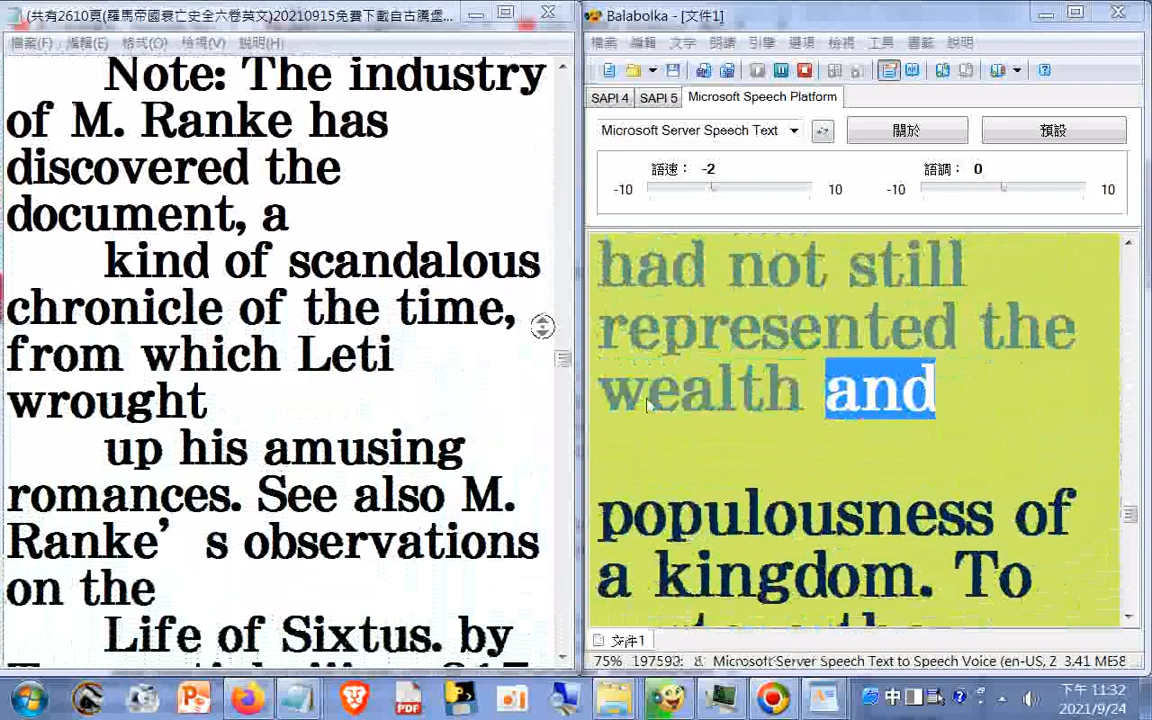 (共有2610頁(羅馬帝國衰亡史全六卷英文)20210915免費下載自古騰堡...
檔案(F) 編輯(E) 格式(O) 檢視(V) 說明(H)
Note: The industry
of M. Ranke has
discovered the
document, a
kind of scandalous
chronicle of the time,
from which Leti
wrought
up his amusing
romances. See also M.
Ranke’s observations
on the
Life of Sixtus. by
Balabolka - [文件1]
檔案 編輯 文字 朗讀 引擎 選項 檢視 工具 書籤 說明
SAPI 4 SAPI 5 Microsoft Speech Platform
Microsoft Server Speech Text 關於 預設
語速： -2 語調： 0
-10 10 -10 10
had not still
represented the
wealth and
populousness of
a kingdom. To
文件1
75% Microsoft Server Speech Text to Speech Voice (en-US, Z 3,41 ME
中
下午 11:32
2021/9/24